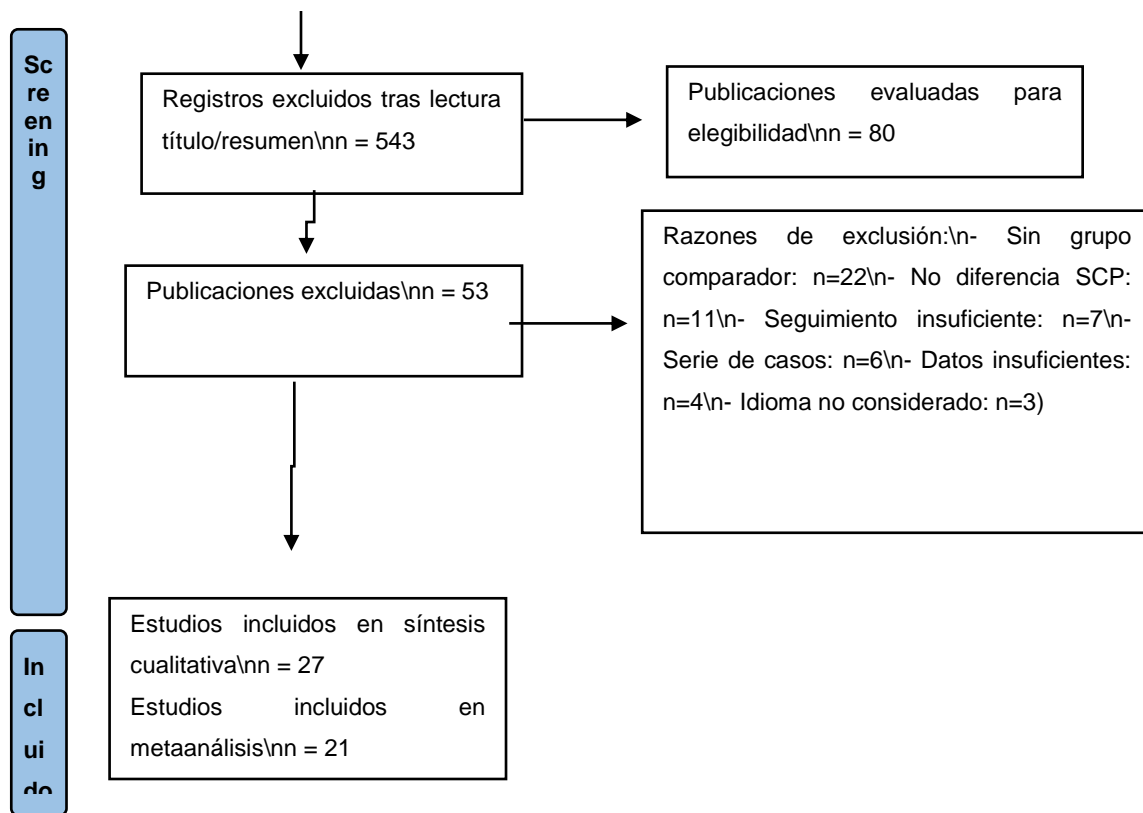 Sc
re
en
in
g
Registros excluidos tras lectura
título/resumen\nn = 543
Publicaciones evaluadas para
elegibilidad\nn = 80
Publicaciones excluidas\nn = 53
Razones de exclusión:\n- Sin grupo
comparador: n=22\n- No diferencia SCP:
n=11\n- Seguimiento insuficiente: n=7\n-
Serie de casos: n=6\n- Datos insuficientes:
n=4\n- Idioma no considerado: n=3)
In
cl
ui
do
Estudios incluidos en síntesis
cualitativa\nn = 27
Estudios incluidos en
metaanálisis\nn = 21